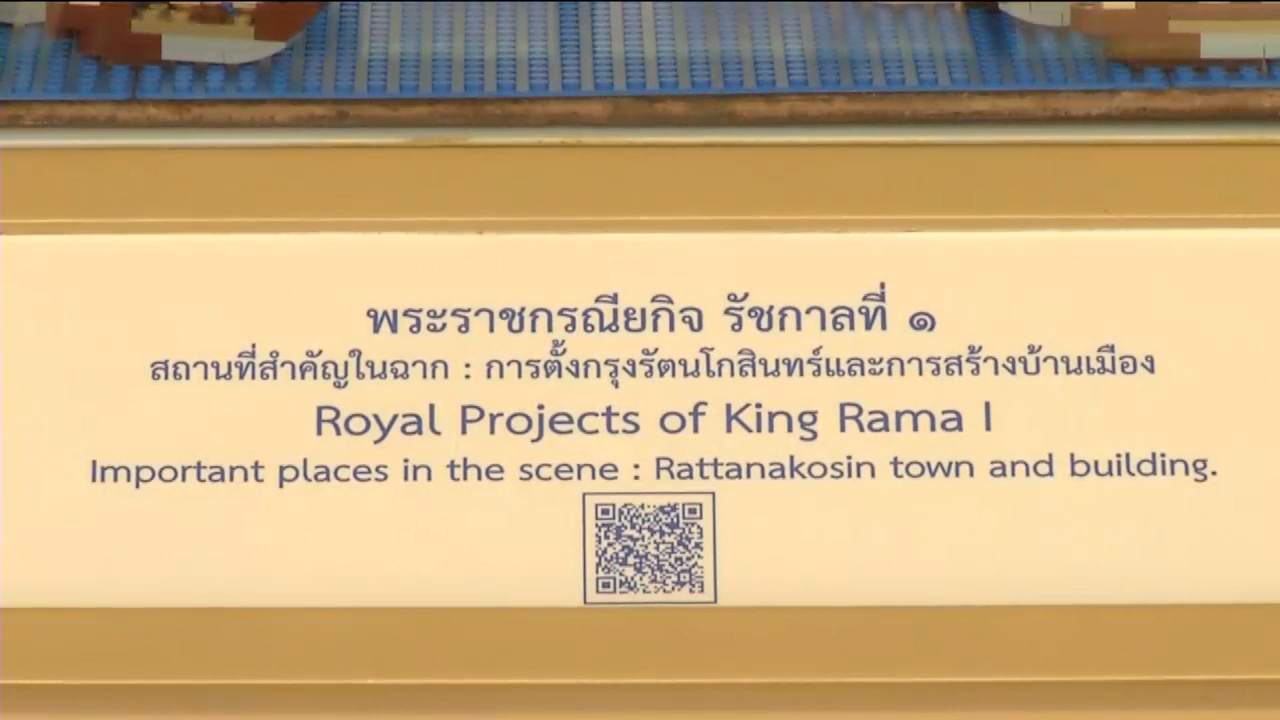 พระราชกรณียกิจ รัชกาลที่ ๑
สถานที่สำคัญในฉาก : การตั้งกรุงรัตนโกสินทร์และการสร้างบ้านเมือง
Royal Projects of King Rama I
Important places in the scene : Rattanakosin town and building.